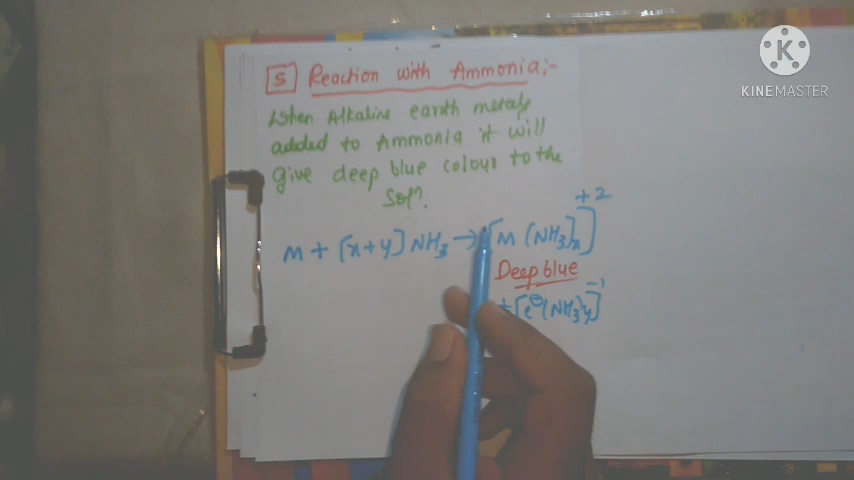 5 Reaction with Ammonia:-
When Alkaline earth metals
added to Ammonia it will
give deep blue colour to the
Solⁿ.
M + [x+y] NH₃ → [M (NH₃)ₓ]⁺²
Deep blue
+ [e⊖(NH₃)y]⁻¹
K
KINEMASTER